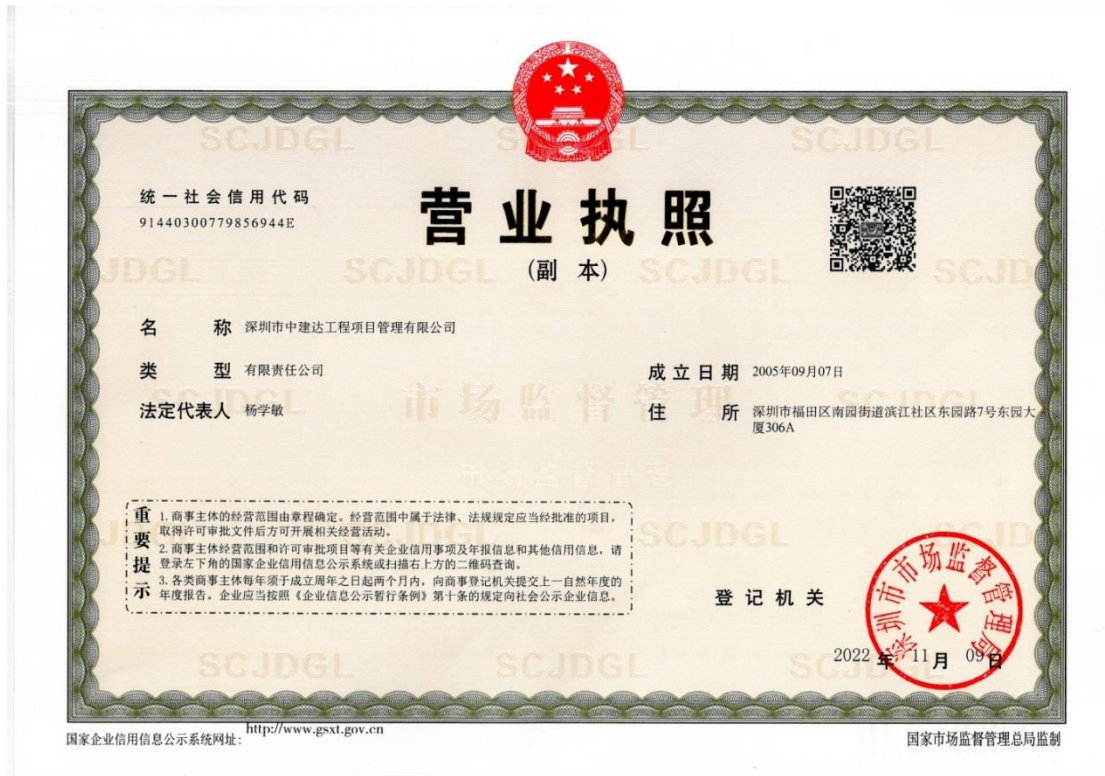 SCJDGL
统一社会信用代码
91440300779856944E
营业执照
(副 本)
SCJDGL
名 称 深圳市中建达工程项目管理有限公司
类 型 有限责任公司
成立日期 2005年09月07日
法定代表人 杨学敏
住 所 深圳市福田区南园街道滨江社区东园路7号东园大
厦306A
市场监督管理
重要提示
1. 商事主体的经营范围由章程确定。经营范围中属于法律、法规规定应当经批准的项目，
取得许可审批文件后方可开展相关经营活动。
2. 商事主体经营范围和许可审批项目等有关企业信用事项及年报信息和其他信用信息，请
登录左下角的国家企业信用信息公示系统或扫描右上方的二维码查询。
3. 各类商事主体每年须于成立周年之日起两个月内，向商事登记机关提交上一自然年度的
年度报告。企业应当按照《企业信息公示暂行条例》第十条的规定向社会公示企业信息。
登记机关
深圳市市场监督管理局
2022 年 11 月 09 日
SCJDGL SCJDGL SCJDGL
国家企业信用信息公示系统网址: http://www.gsxt.gov.cn
国家市场监督管理总局监制